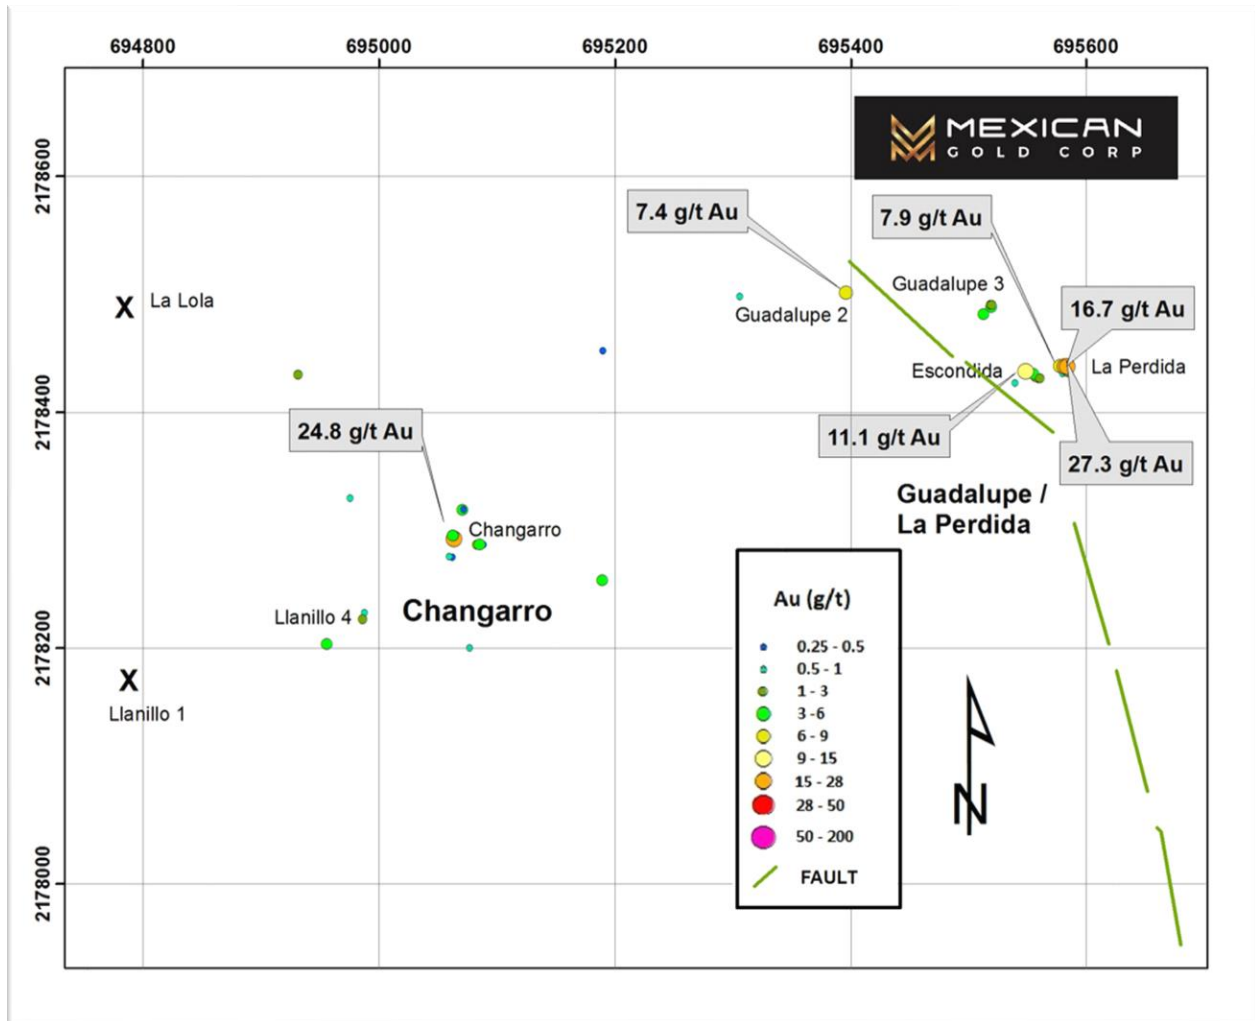 694800 695000 695200 695400 695600
MEXICAN
GOLD CORP
2178600
7.4 g/t Au
7.9 g/t Au
Guadalupe 3
16.7 g/t Au
La Lola
X
Guadalupe 2
Escondida
La Perdida
2178400
24.8 g/t Au
11.1 g/t Au
27.3 g/t Au
Guadalupe /
La Perdida
Changarro
Changarro
Llanillo 4
2178200
X
Llanillo 1
Au (g/t)
0.25 - 0.5
0.5 - 1
1 - 3
3 -6
6 - 9
9 - 15
15 - 28
28 - 50
50 - 200
FAULT
N
2178000